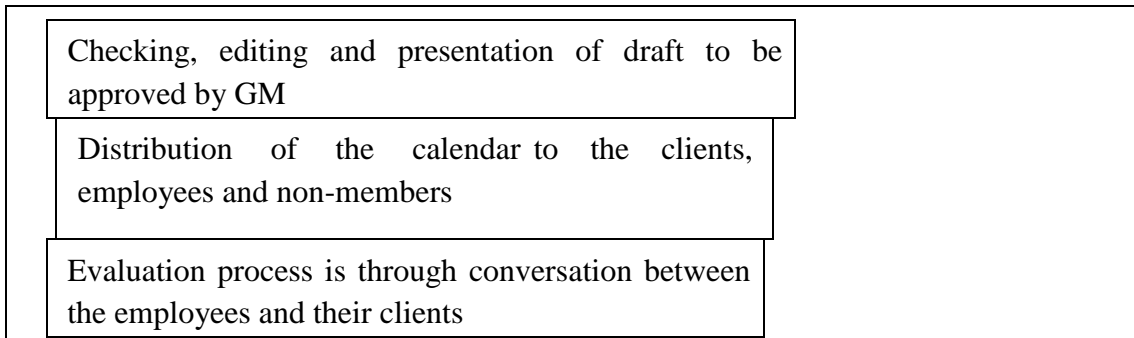 Checking, editing and presentation of draft to be
approved by GM
Distribution of the calendar to the clients,
employees and non-members
Evaluation process is through conversation between
the employees and their clients